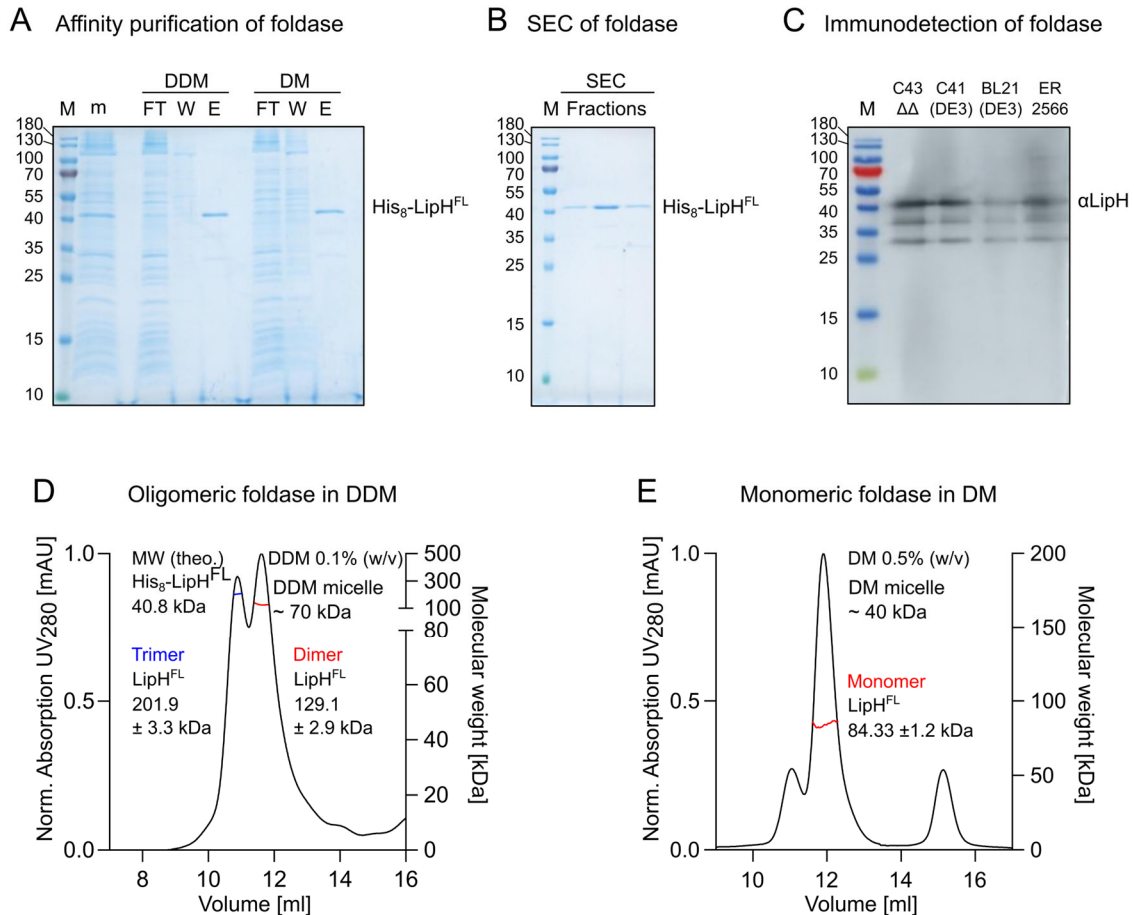 A Affinity purification of foldase
DDM DM
M m FT W E FT W E
180
130
100
70
55
40
35
25
15
10
His8-LipHFL
B SEC of foldase
SEC
M Fractions
180
130
100
70
55
40
35
25
15
10
His8-LipHFL
C Immunodetection of foldase
C43 C41 BL21 ER
M ΔΔ (DE3) (DE3) 2566
180
130
100
70
55
40
35
25
15
10
αLipH
D Oligomeric foldase in DDM
Norm. Absorption UV280 [mAU]
1.0
0.5
0.0
MW (theo.)
His8-LipHFL
40.8 kDa
DDM 0.1% (w/v)
DDM micelle
~ 70 kDa
Trimer
LipHFL
201.9
± 3.3 kDa
Dimer
LipHFL
129.1
± 2.9 kDa
500
300
100
80
60
40
20
0
Molecular weight [kDa]
8 10 12 14 16
Volume [ml]
E Monomeric foldase in DM
Norm. Absorption UV280 [mAU]
1.0
0.5
0.0
DM 0.5% (w/v)
DM micelle
~ 40 kDa
Monomer
LipHFL
84.33 ±1.2 kDa
200
150
100
50
0
Molecular weight [kDa]
10 12 14 16
Volume [ml]